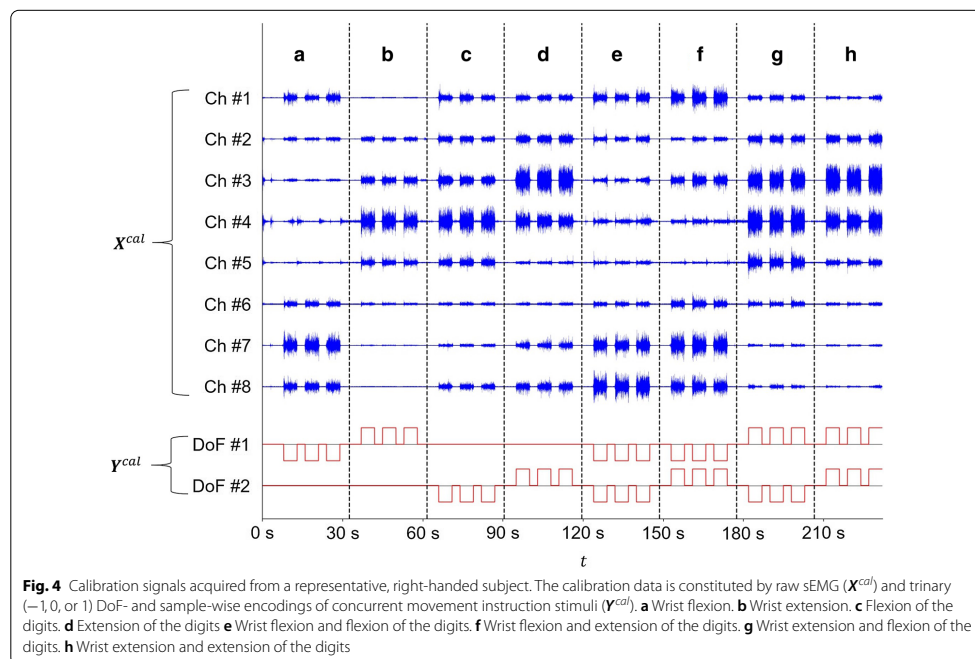 a b c d e f g h
Ch #1
Ch #2
Ch #3
Ch #4
Ch #5
Ch #6
Ch #7
Ch #8
X^cal
DoF #1
DoF #2
Y^cal
0 s 30 s 60 s 90 s 120 s 150 s 180 s 210 s
t
Fig. 4 Calibration signals acquired from a representative, right-handed subject. The calibration data is constituted by raw sEMG (X^cal) and trinary
(−1, 0, or 1) DoF- and sample-wise encodings of concurrent movement instruction stimuli (Y^cal). a Wrist flexion. b Wrist extension. c Flexion of the
digits. d Extension of the digits e Wrist flexion and flexion of the digits. f Wrist flexion and extension of the digits. g Wrist extension and flexion of the
digits. h Wrist extension and extension of the digits